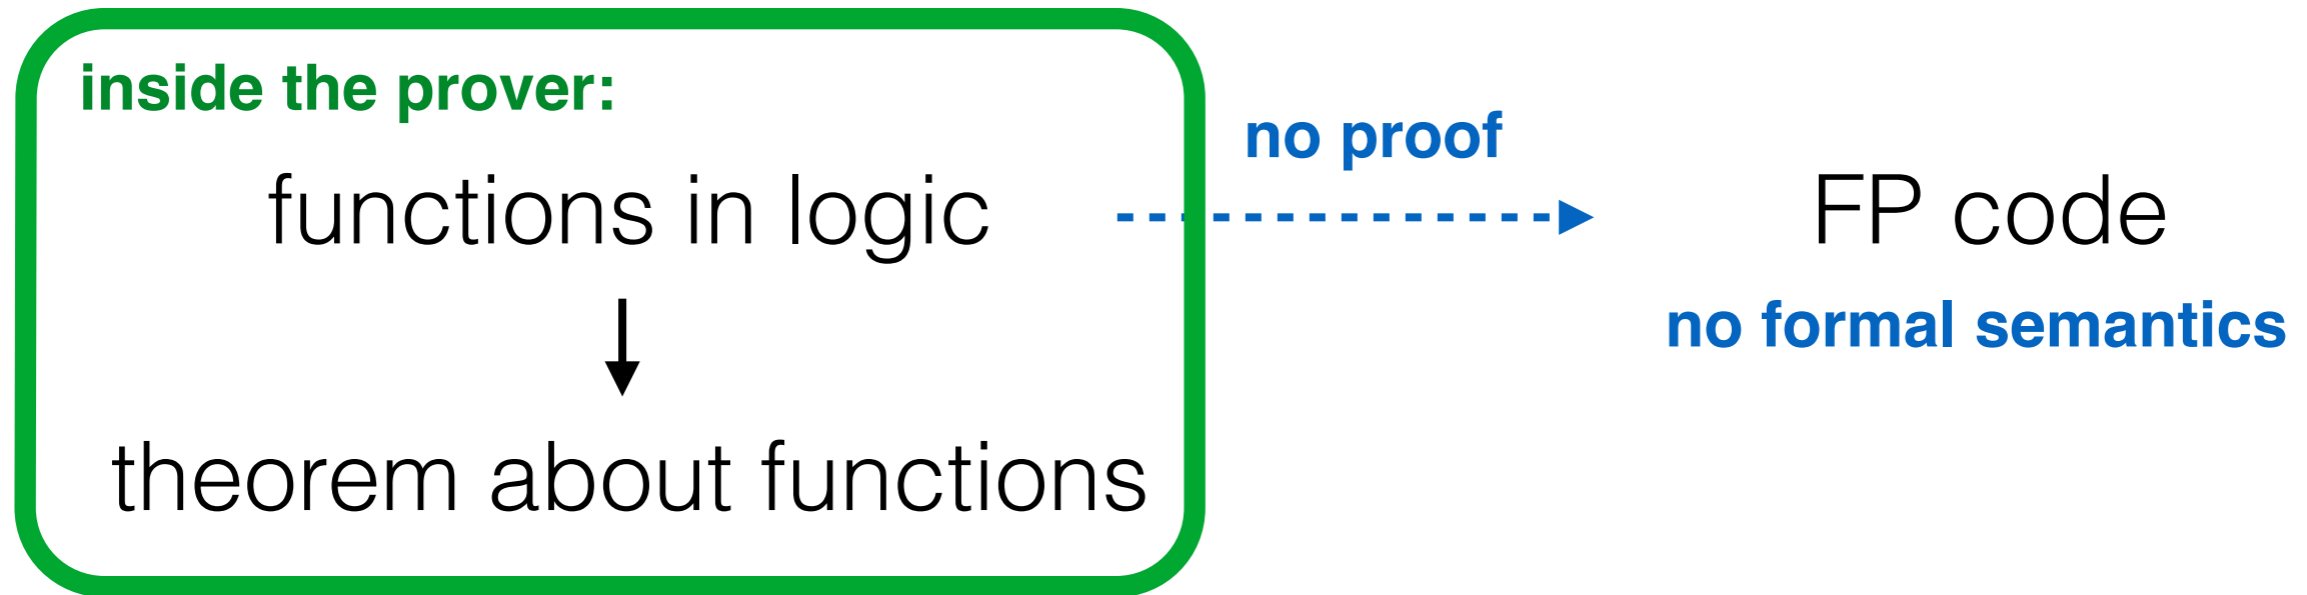 inside the prover:
no proof
functions in logic
FP code
no formal semantics
theorem about functions